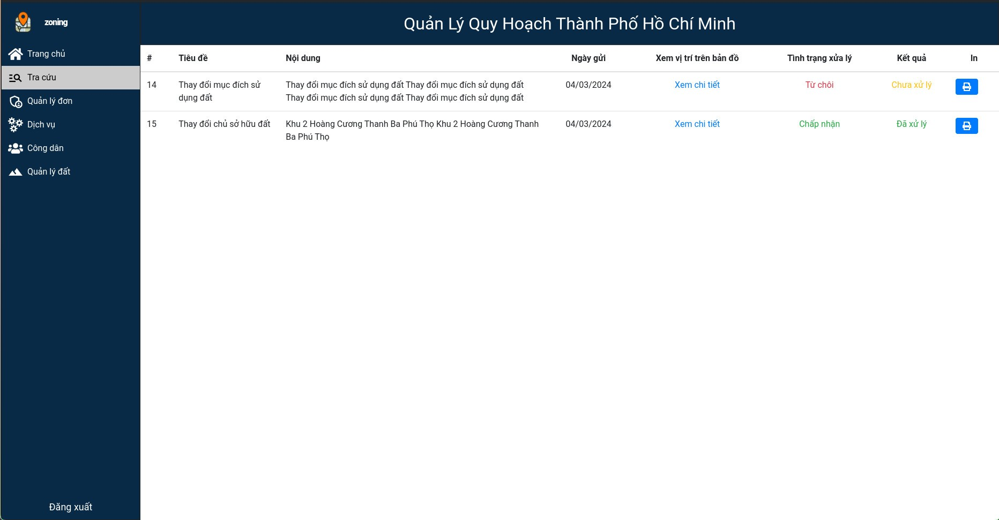 zoning
Quản Lý Quy Hoạch Thành Phố Hồ Chí Minh
Trang chủ
Tra cứu
Quản lý đơn
Dịch vụ
Công dân
Quản lý đất
Đăng xuất
# Tiêu đề Nội dung Ngày gửi Xem vị trí trên bản đồ Tình trạng xửa lý Kết quả In
14 Thay đổi mục đích sử Thay đổi mục đích sử dụng đất Thay đổi mục đích sử dụng đất 04/03/2024 Xem chi tiết Từ chôi Chưa xử lý
dụng đất Thay đổi mục đích sử dụng đất Thay đổi mục đích sử dụng đất
15 Thay đổi chủ sở hữu đất Khu 2 Hoàng Cương Thanh Ba Phú Thọ Khu 2 Hoàng Cương Thanh 04/03/2024 Xem chi tiết Chấp nhận Đã xử lý
Ba Phú Thọ